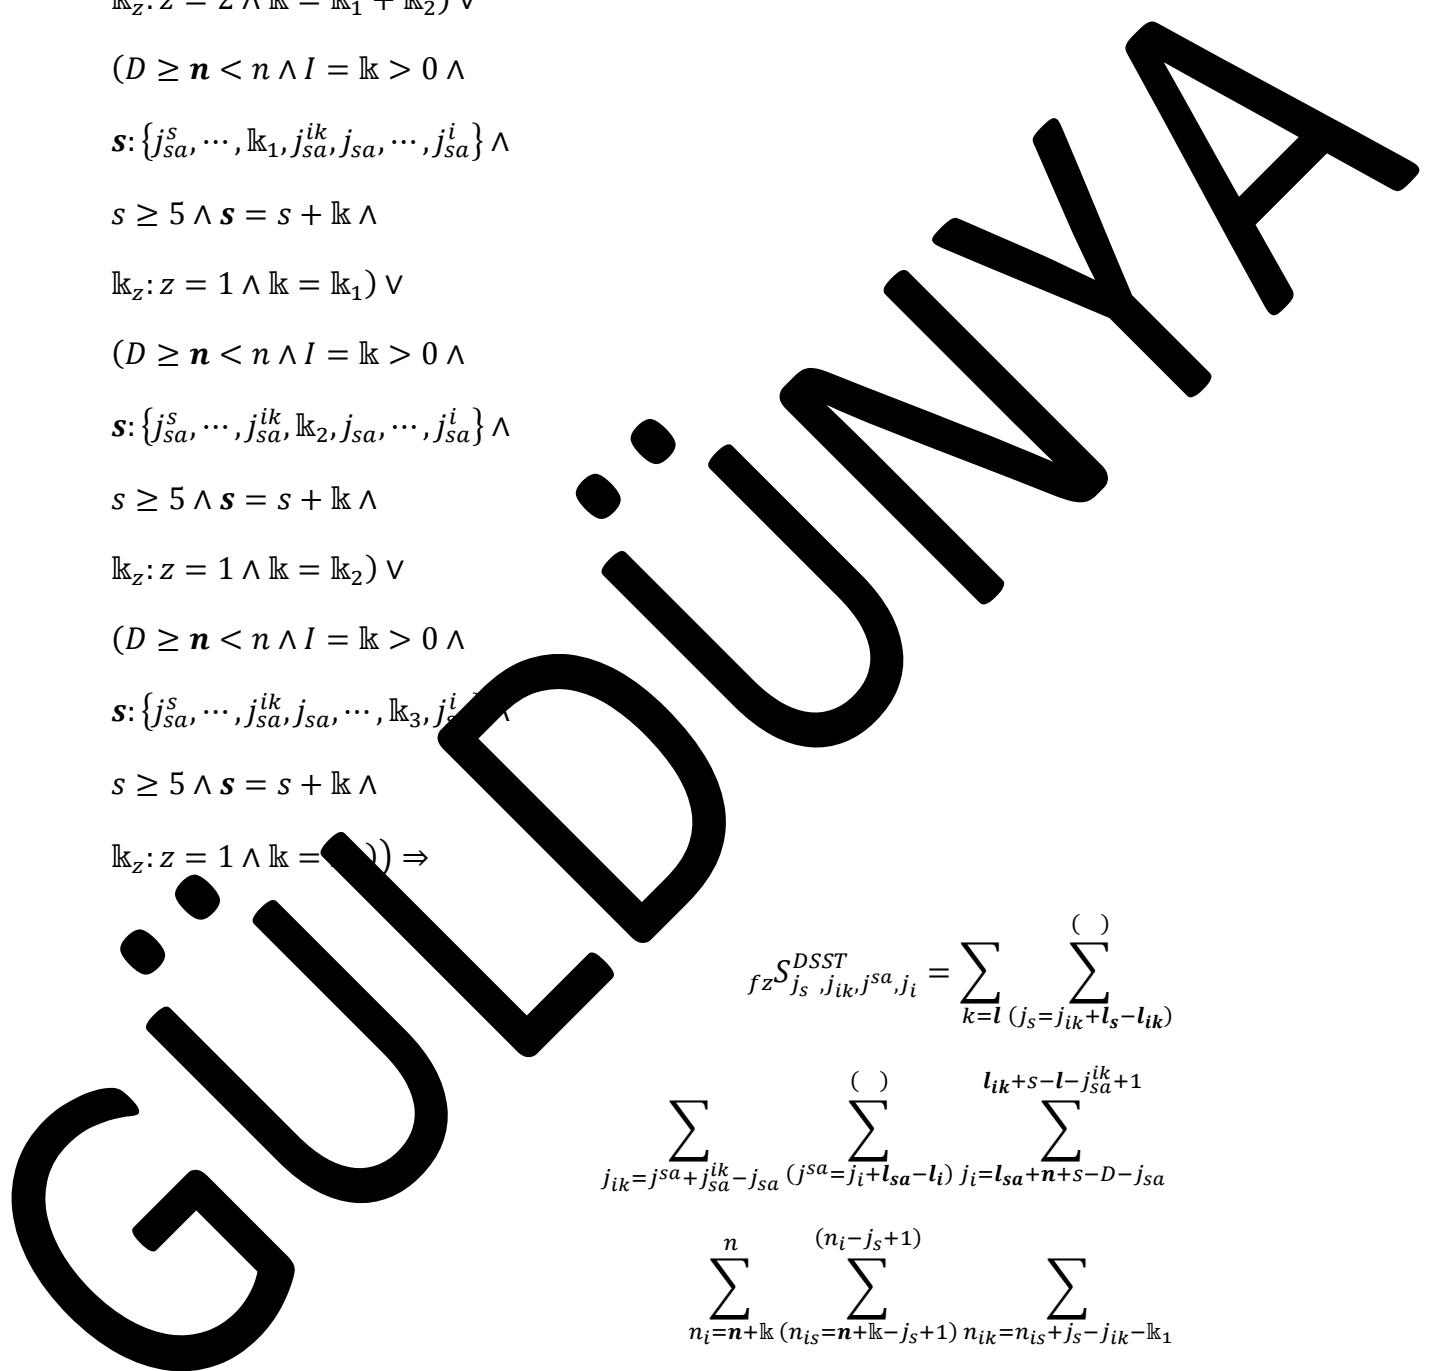 𝕜_z: z = 2 ∧ 𝕜 = 𝕜_1 + 𝕜_2) ∨
(D ≥ 𝒏 < n ∧ I = 𝕜 > 0 ∧
𝒔: {j_{sa}^{s}, ⋯, 𝕜_1, j_{sa}^{ik}, j_{sa}, ⋯, j_{sa}^{i}} ∧
s ≥ 5 ∧ 𝒔 = s + 𝕜 ∧
𝕜_z: z = 1 ∧ 𝕜 = 𝕜_1) ∨
(D ≥ 𝒏 < n ∧ I = 𝕜 > 0 ∧
𝒔: {j_{sa}^{s}, ⋯, j_{sa}^{ik}, 𝕜_2, j_{sa}, ⋯, j_{sa}^{i}} ∧
s ≥ 5 ∧ 𝒔 = s + 𝕜 ∧
𝕜_z: z = 1 ∧ 𝕜 = 𝕜_2) ∨
(D ≥ 𝒏 < n ∧ I = 𝕜 > 0 ∧
𝒔: {j_{sa}^{s}, ⋯, j_{sa}^{ik}, j_{sa}, ⋯, 𝕜_3, j^{i} ∧
s ≥ 5 ∧ 𝒔 = s + 𝕜 ∧
𝕜_z: z = 1 ∧ 𝕜 = )) ⇒
_{fz}S_{j_s,j_{ik},j^{sa},j_i}^{DSST} = ∑_{k=𝒍} ∑_{(j_s=j_{ik}+𝒍_𝒔−𝒍_{𝒊𝒌})}^{( )}
∑_{j_{ik}=j^{sa}+j_{sa}^{ik}−j_{sa}} ∑_{(j^{sa}=j_i+𝒍_{𝒔𝒂}−𝒍_𝒊)}^{( )} ∑_{j_i=𝒍_{𝒔𝒂}+𝒏+s−D−j_{sa}}^{𝒍_{𝒊𝒌}+s−𝒍−j_{sa}^{ik}+1}
∑_{n_i=𝒏+𝕜}^{n} ∑_{(n_{is}=𝒏+𝕜−j_s+1)}^{(n_i−j_s+1)} ∑_{n_{ik}=n_{is}+j_s−j_{ik}−𝕜_1}
GÜLDÜNYA